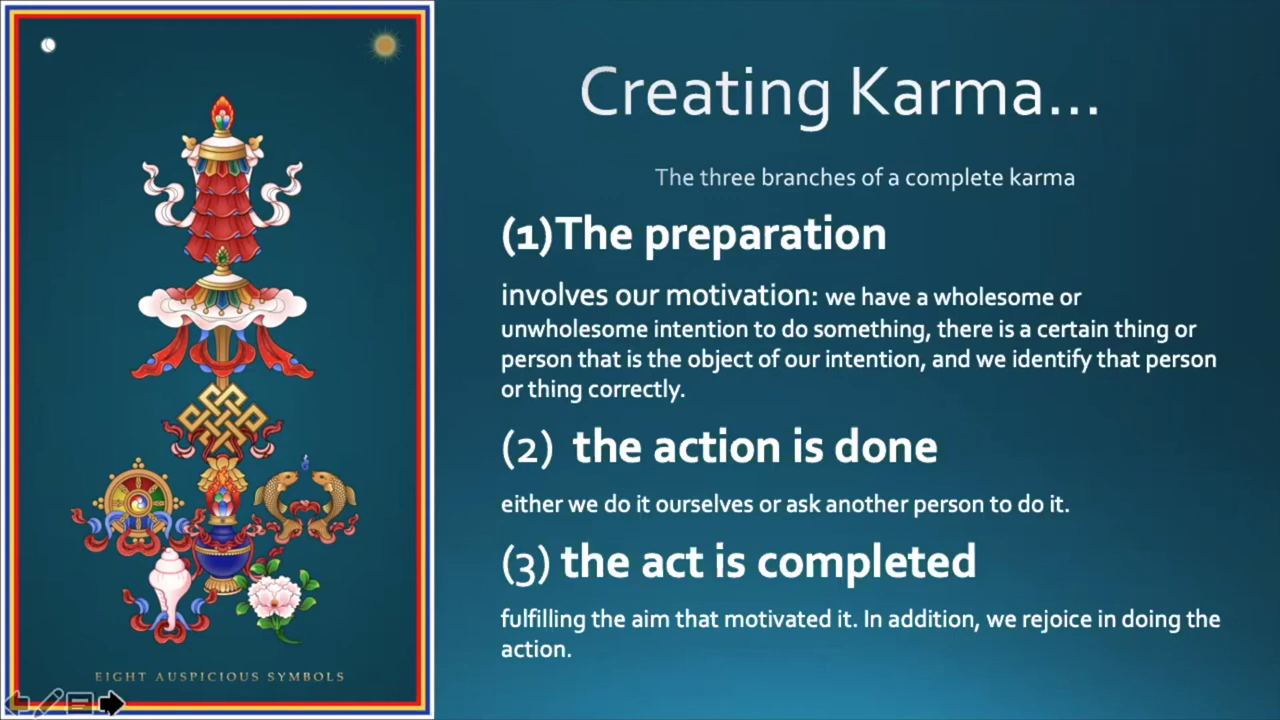 Creating Karma...
The three branches of a complete karma
(1)The preparation
involves our motivation: we have a wholesome or
unwholesome intention to do something, there is a certain thing or
person that is the object of our intention, and we identify that person
or thing correctly.
(2) the action is done
either we do it ourselves or ask another person to do it.
(3) the act is completed
fulfilling the aim that motivated it. In addition, we rejoice in doing the
action.
EIGHT AUSPICIOUS SYMBOLS